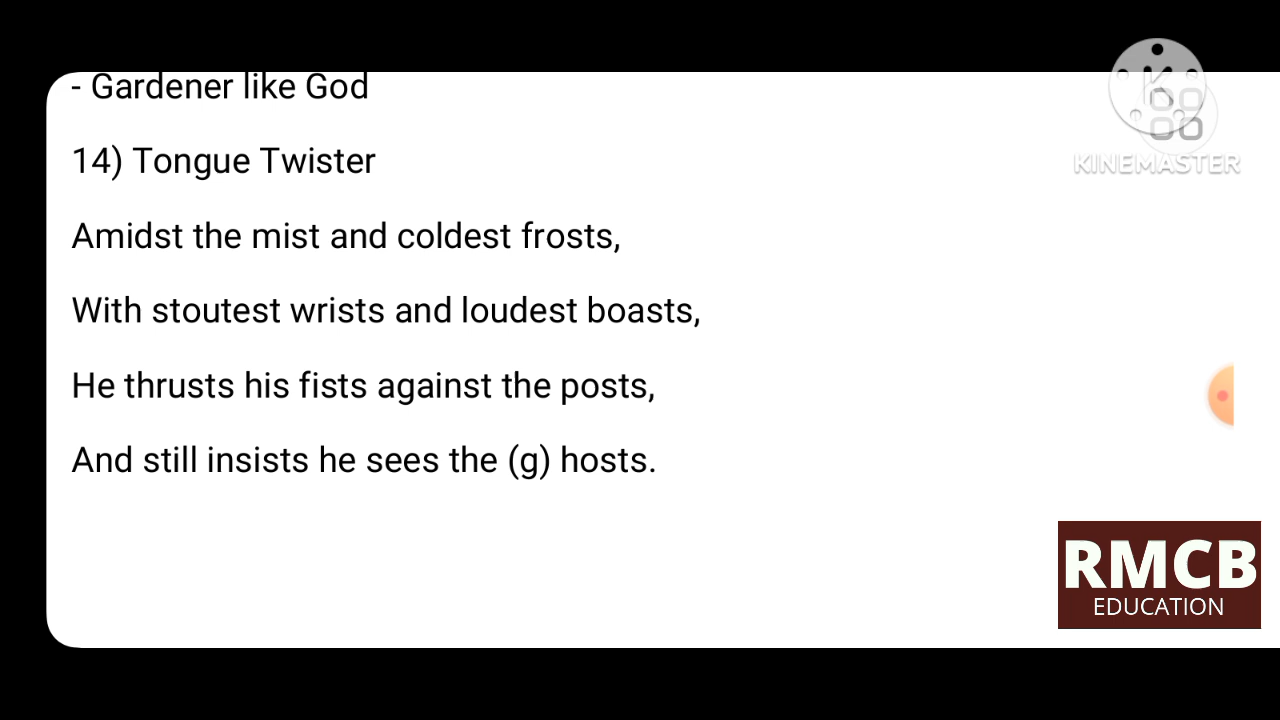 - Gardener like God
KINEMASTER
14) Tongue Twister
Amidst the mist and coldest frosts,
With stoutest wrists and loudest boasts,
He thrusts his fists against the posts,
And still insists he sees the (g) hosts.
RMCB
EDUCATION